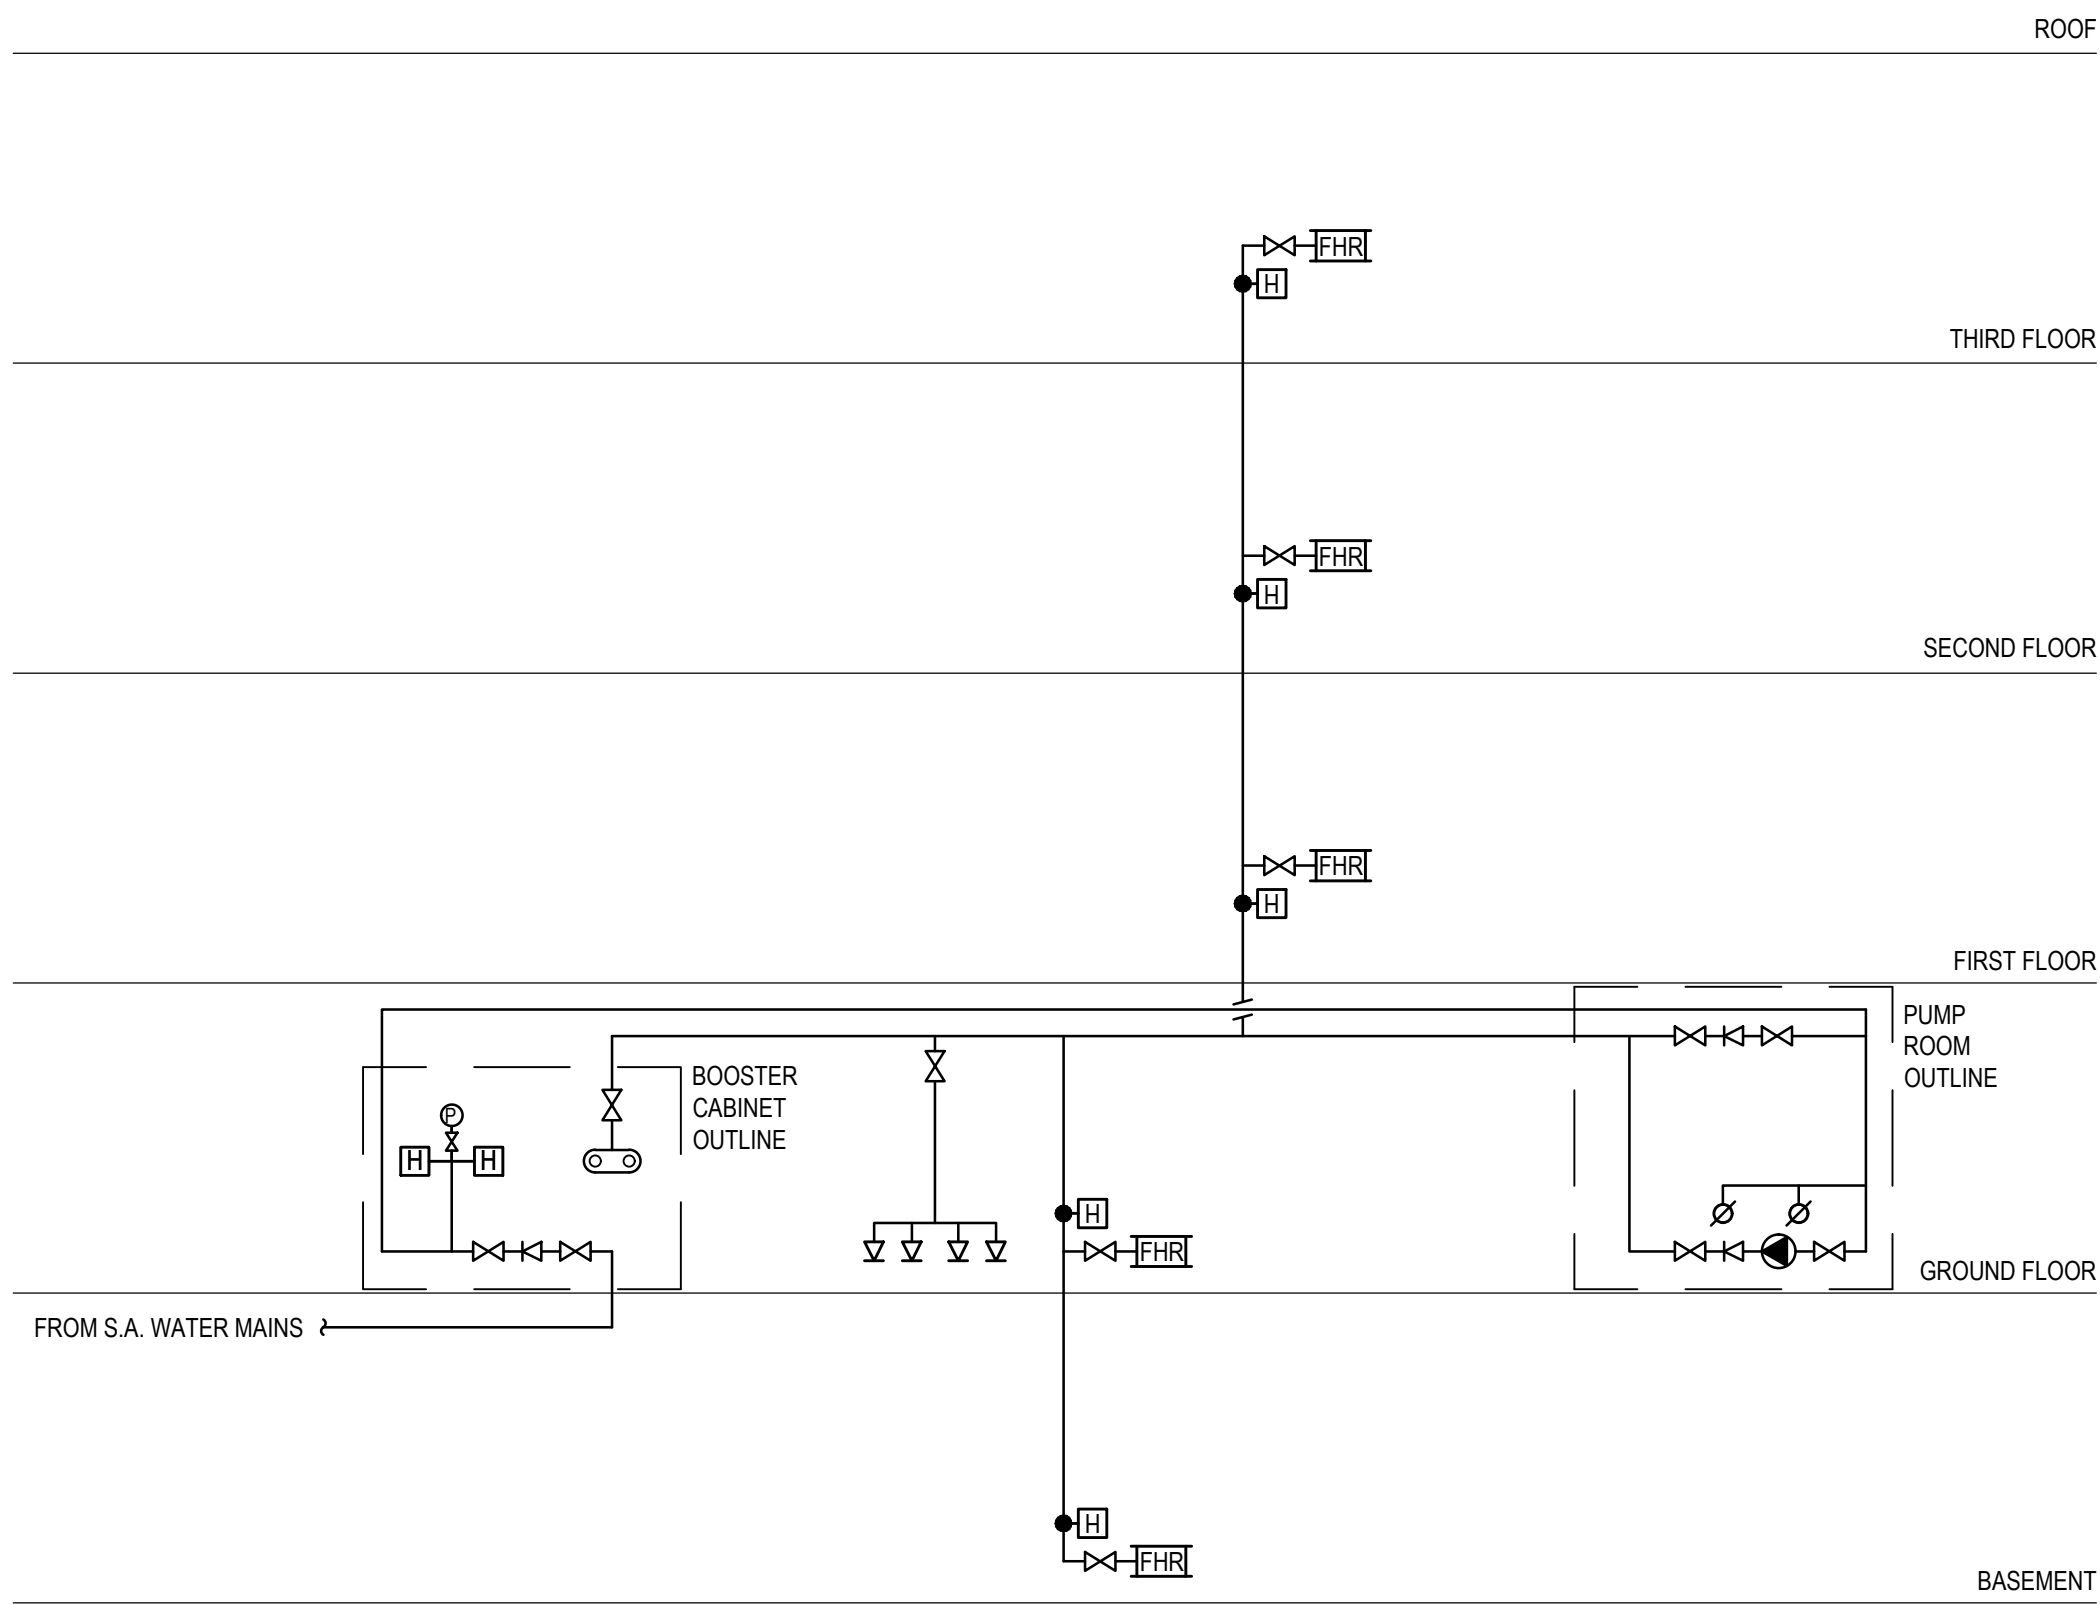 ROOF
FHR
H
THIRD FLOOR
FHR
H
SECOND FLOOR
FHR
H
FIRST FLOOR
PUMP
ROOM
OUTLINE
BOOSTER
CABINET
OUTLINE
P
H H
H
FHR
GROUND FLOOR
FROM S.A. WATER MAINS
H
FHR
BASEMENT